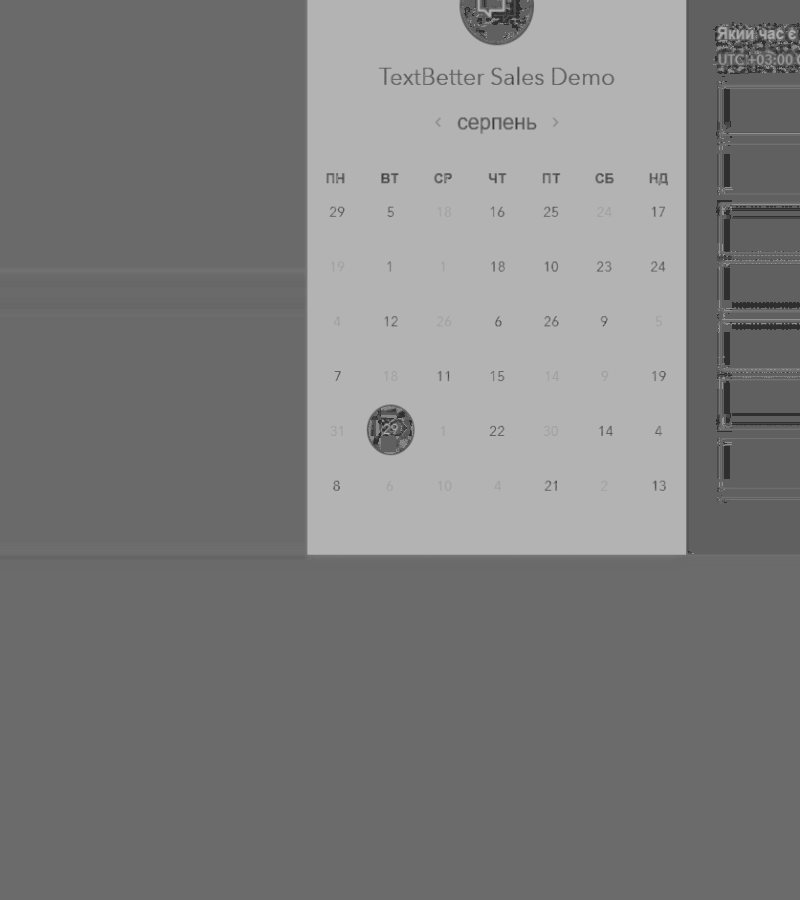 TextBetter Sales Demo
‹ серпень ›
ПН ВТ СР ЧТ ПТ СБ НД
29 5 18 16 25 24 17
19 1 1 18 10 23 24
4 12 26 6 26 9 5
7 18 11 15 14 9 19
31 29 1 22 30 14 4
8 6 10 4 21 2 13
Який час є
UTC +03:00